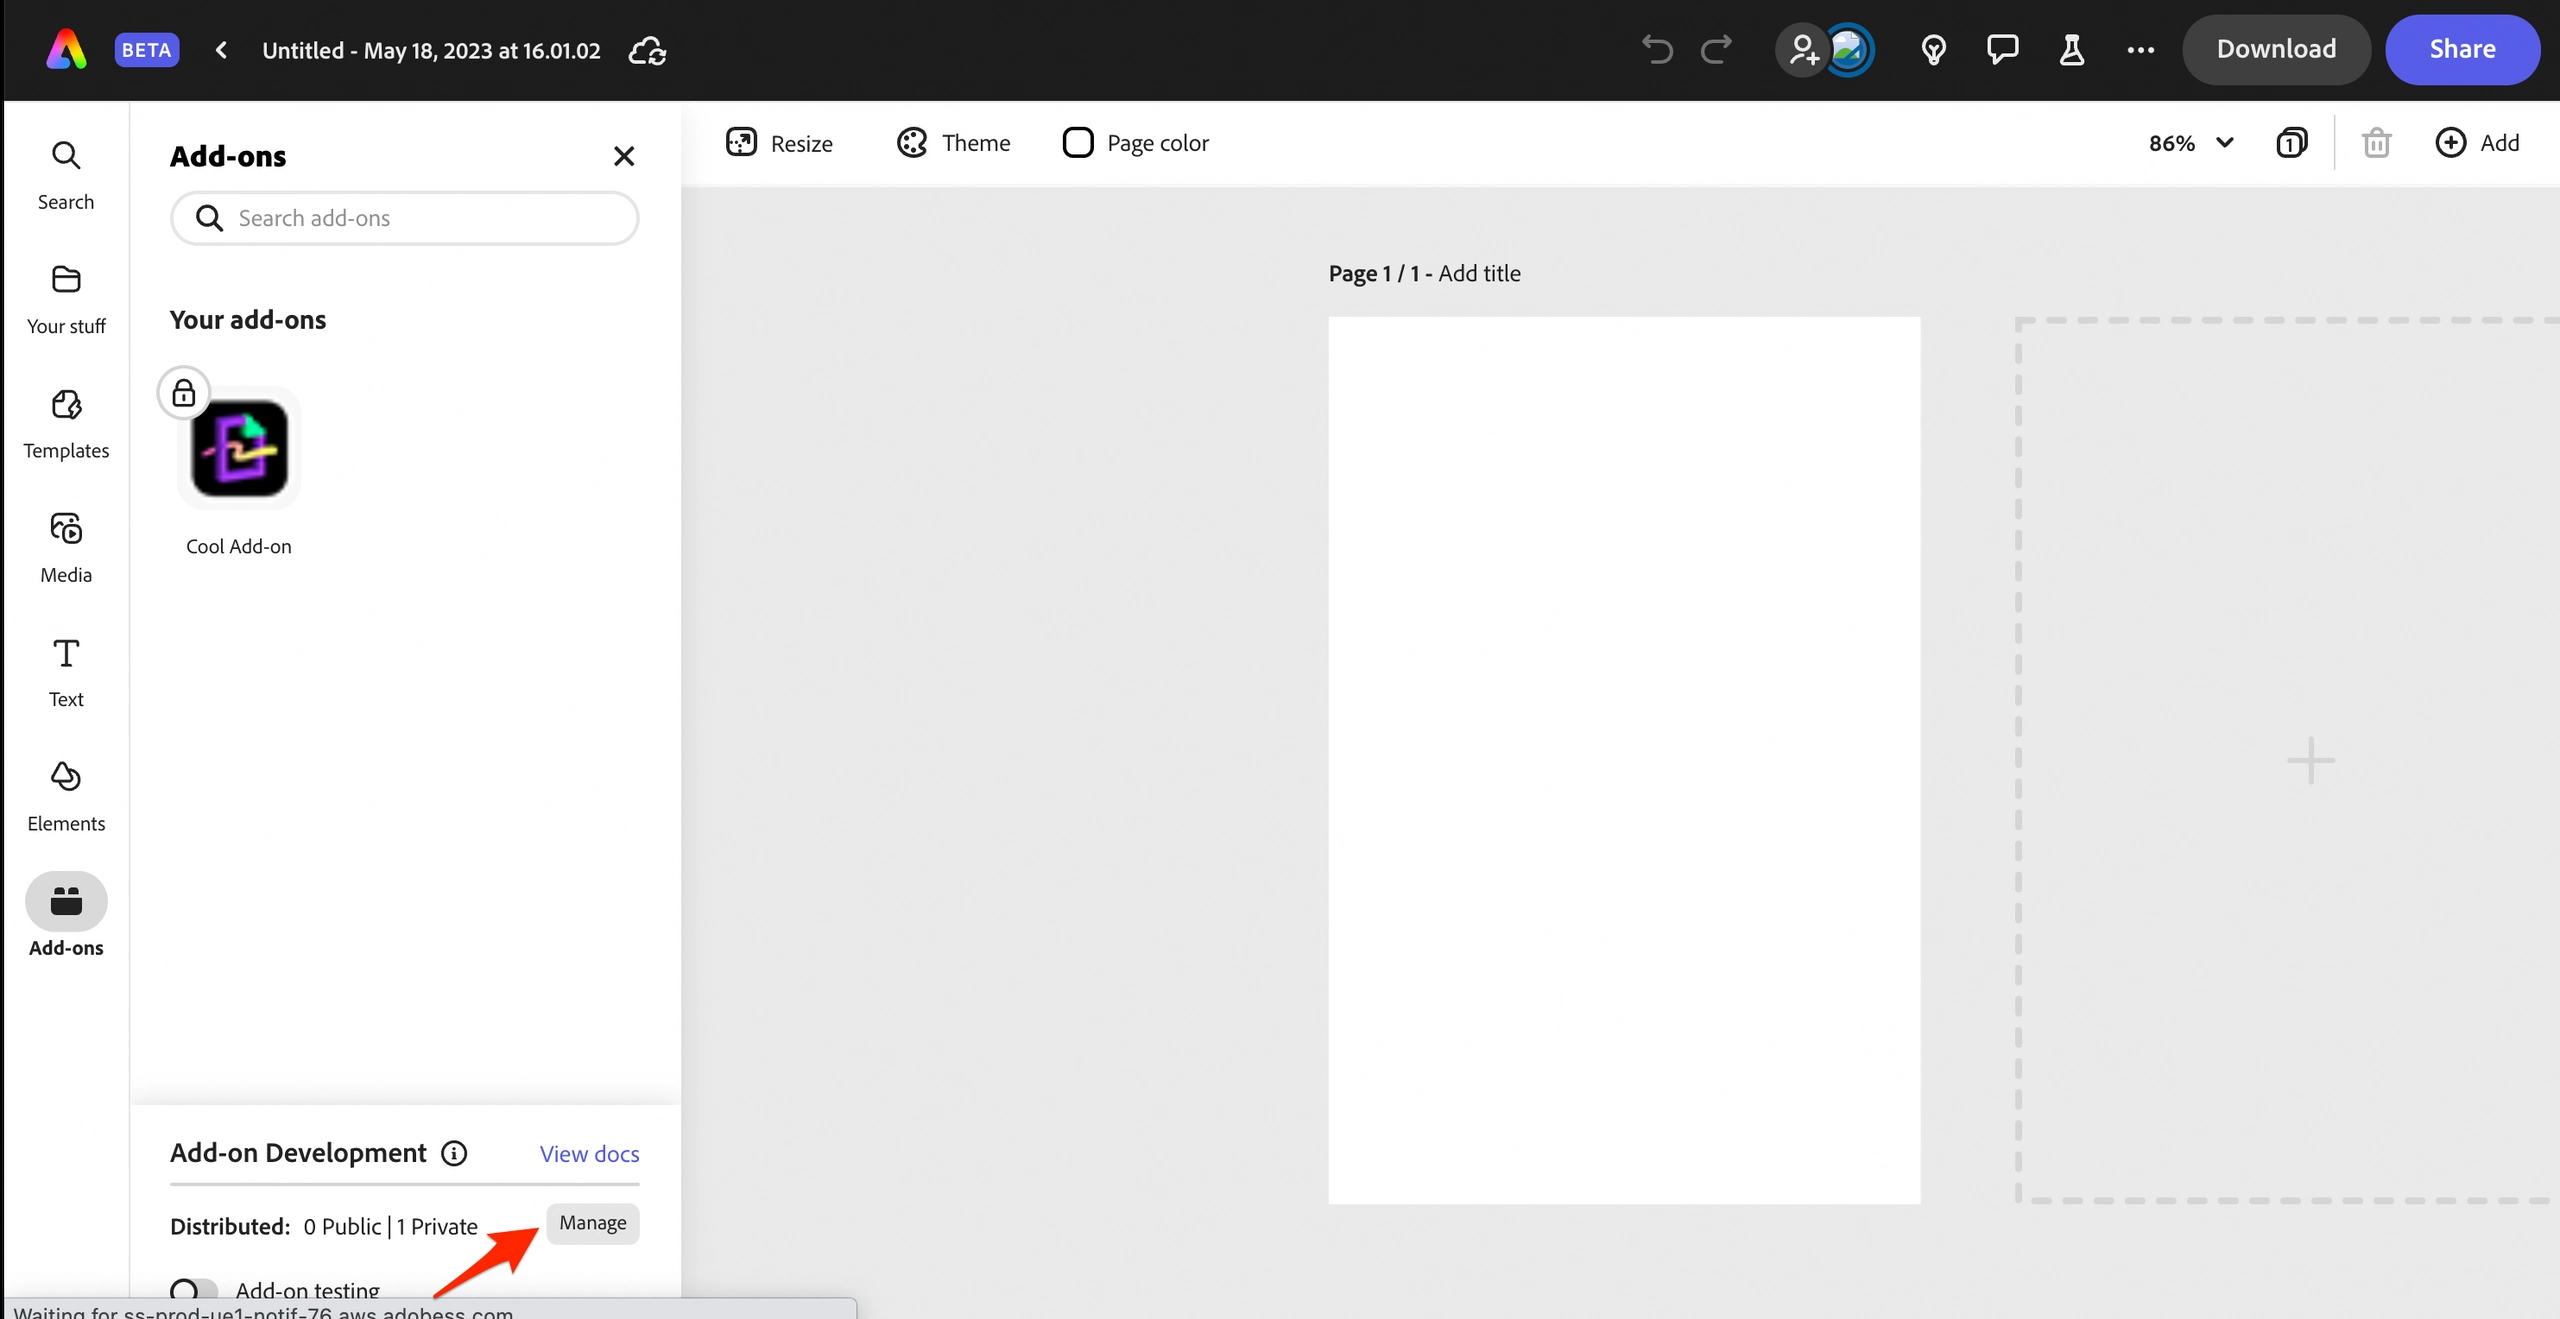 BETA
Untitled - May 18, 2023 at 16.01.02
Download
Share
Search
Your stuff
Templates
Media
Text
Elements
Add-ons
Add-ons
Search add-ons
Your add-ons
Cool Add-on
Add-on Development
View docs
Distributed: 0 Public | 1 Private
Manage
Add-on testing
Waiting for ss-prod-ue1-notif-76.aws.adobess.com...
Resize
Theme
Page color
86%
1
Add
Page 1 / 1 - Add title